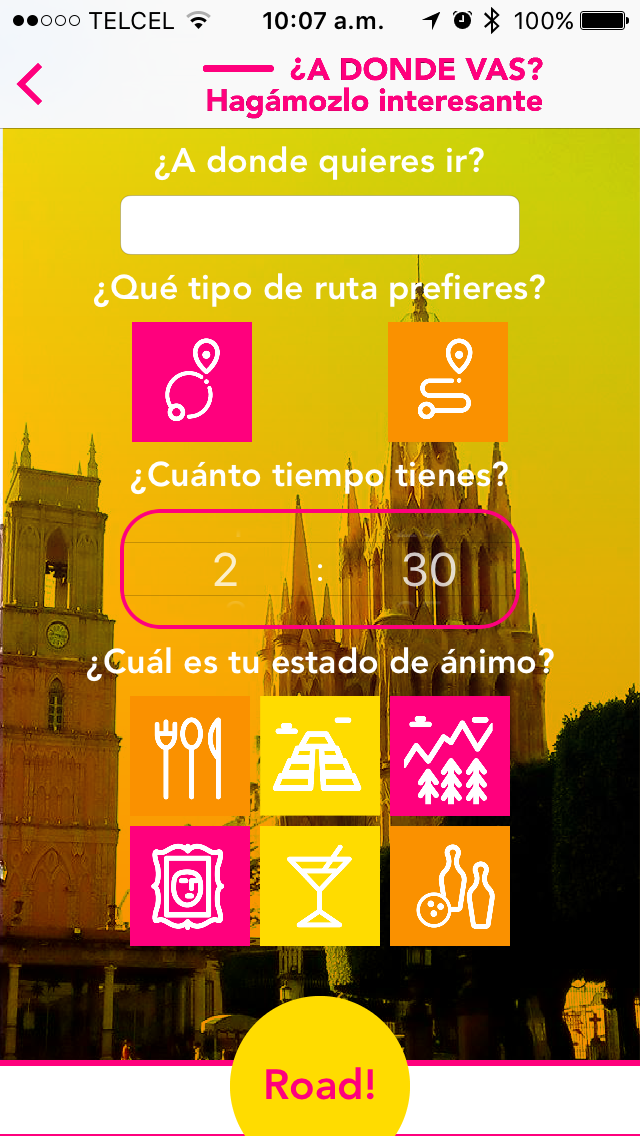 TELCEL 10:07 a.m. 100%
¿A DONDE VAS?
Hagámozlo interesante
¿A donde quieres ir?
¿Qué tipo de ruta prefieres?
¿Cuánto tiempo tienes?
2 : 30
¿Cuál es tu estado de ánimo?
Road!